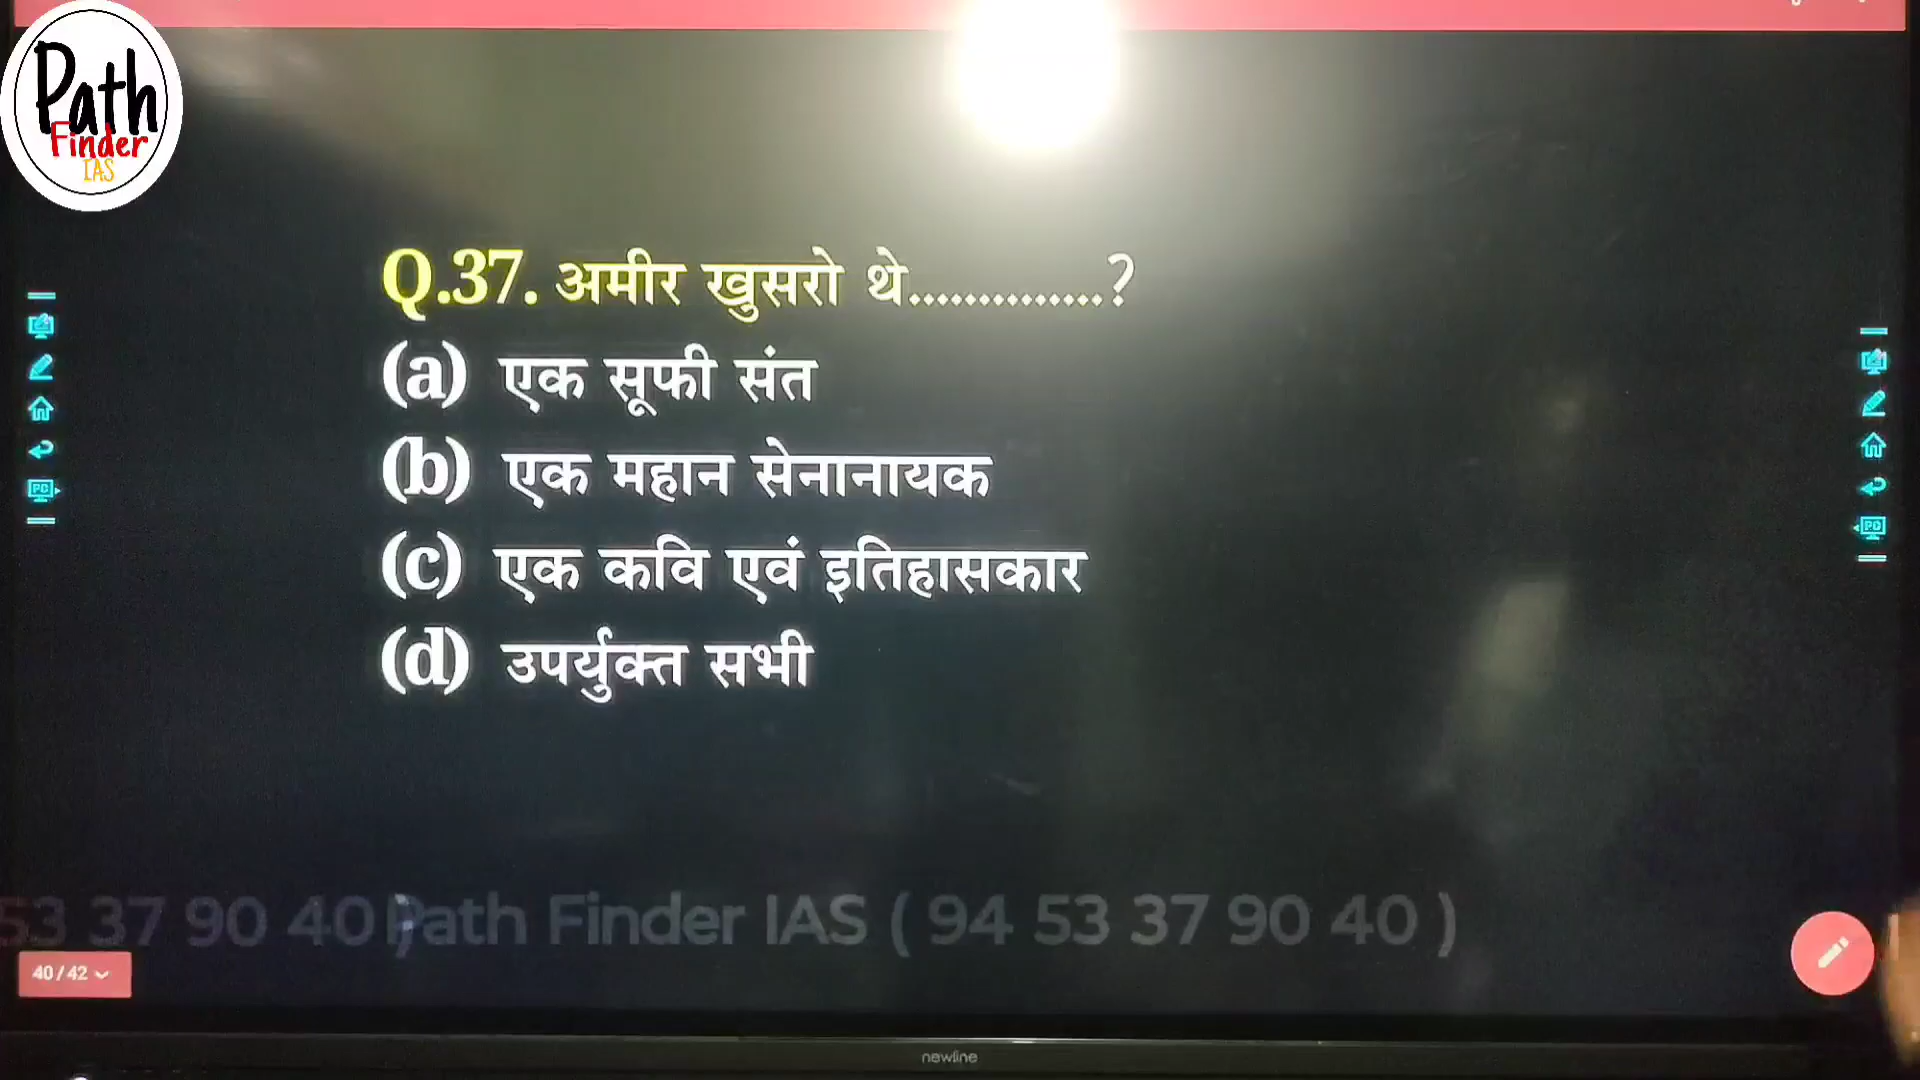 Path
Finder
IAS
Q.37. अमीर खुसरो थे..............?
(a) एक सूफी संत
(b) एक महान सेनानायक
(c) एक कवि एवं इतिहासकार
(d) उपर्युक्त सभी
53 37 90 40 )
Path Finder IAS ( 94 53 37 90 40 )
40/42
newline